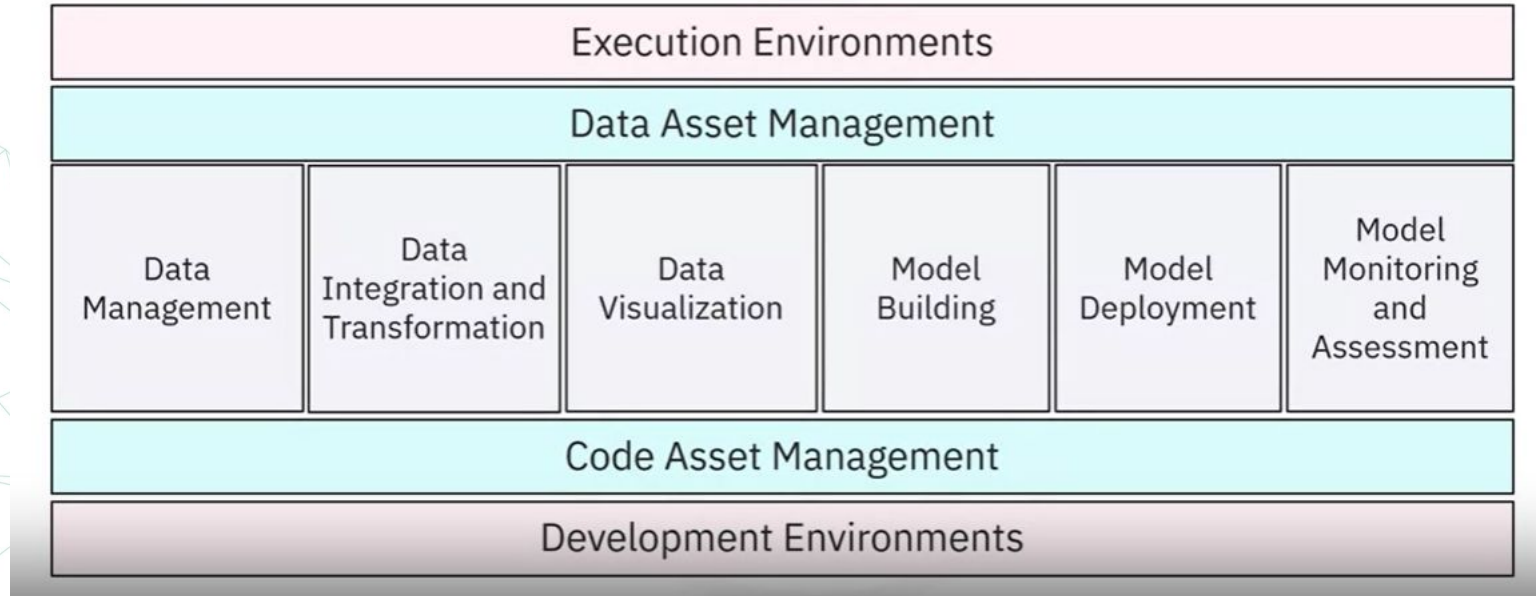 Execution Environments
Data Asset Management
Data
Management
Data
Integration and
Transformation
Data
Visualization
Model
Building
Model
Deployment
Model
Monitoring
and
Assessment
Code Asset Management
Development Environments